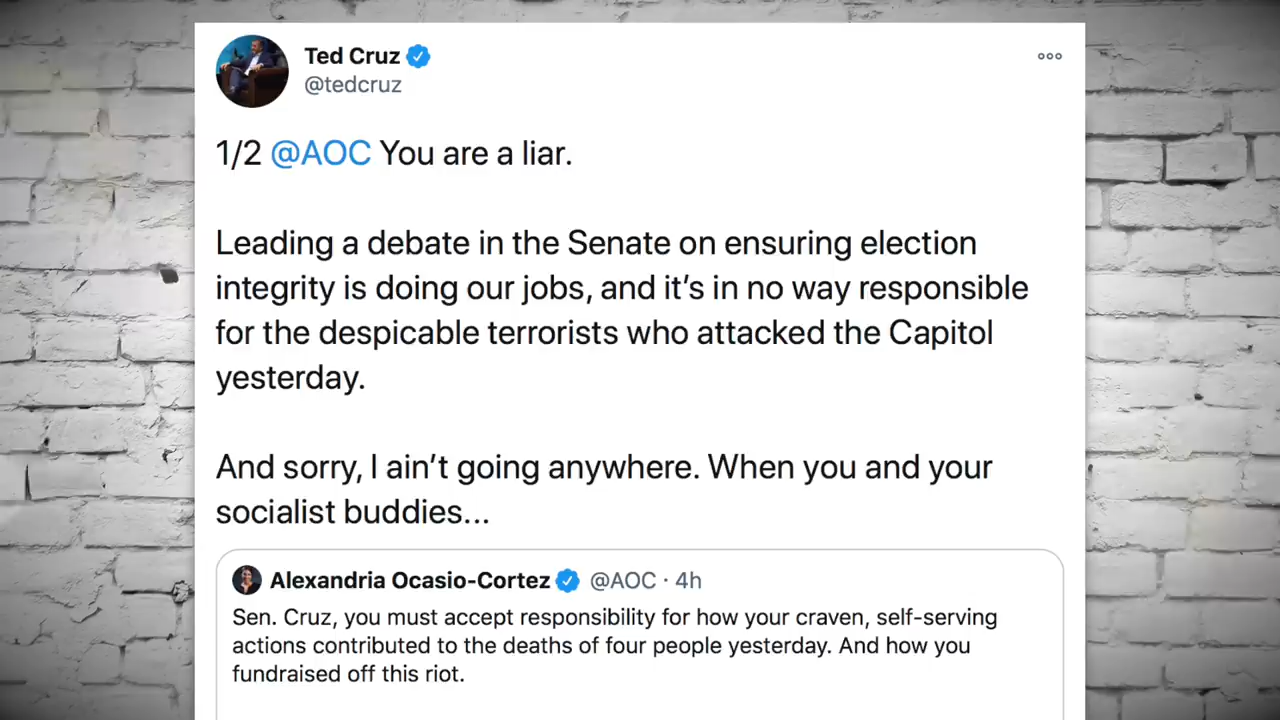 Ted Cruz
@tedcruz
1/2 @AOC You are a liar.
Leading a debate in the Senate on ensuring election
integrity is doing our jobs, and it’s in no way responsible
for the despicable terrorists who attacked the Capitol
yesterday.
And sorry, I ain’t going anywhere. When you and your
socialist buddies...
Alexandria Ocasio-Cortez @AOC · 4h
Sen. Cruz, you must accept responsibility for how your craven, self-serving
actions contributed to the deaths of four people yesterday. And how you
fundraised off this riot.